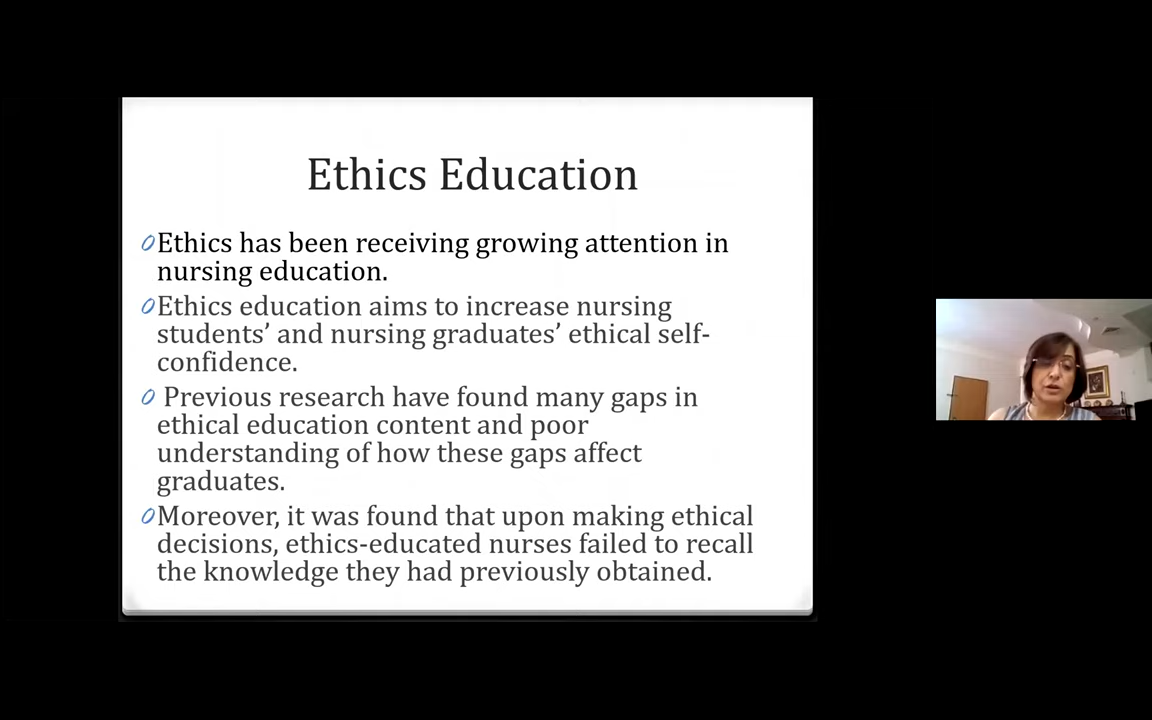 Ethics Education
Ethics has been receiving growing attention in
nursing education.
Ethics education aims to increase nursing
students’ and nursing graduates’ ethical self-
confidence.
Previous research have found many gaps in
ethical education content and poor
understanding of how these gaps affect
graduates.
Moreover, it was found that upon making ethical
decisions, ethics-educated nurses failed to recall
the knowledge they had previously obtained.